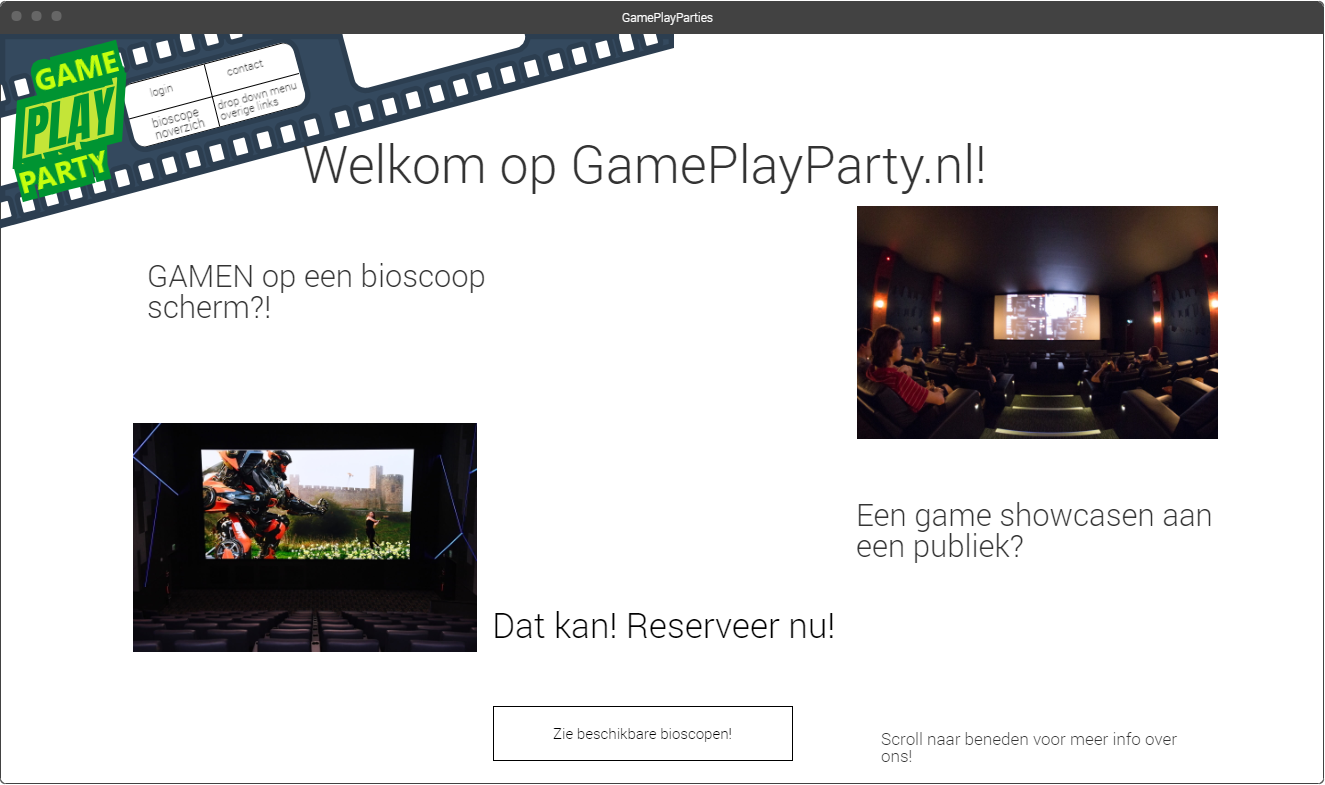 GamePlayParties
GAME
PLAY
PARTY
login
contact
bioscope
noverzich
drop down menu
overige links
Welkom op GamePlayParty.nl!
GAMEN op een bioscoop
scherm?!
Een game showcasen aan
een publiek?
Dat kan! Reserveer nu!
Zie beschikbare bioscopen!
Scroll naar beneden voor meer info over
ons!